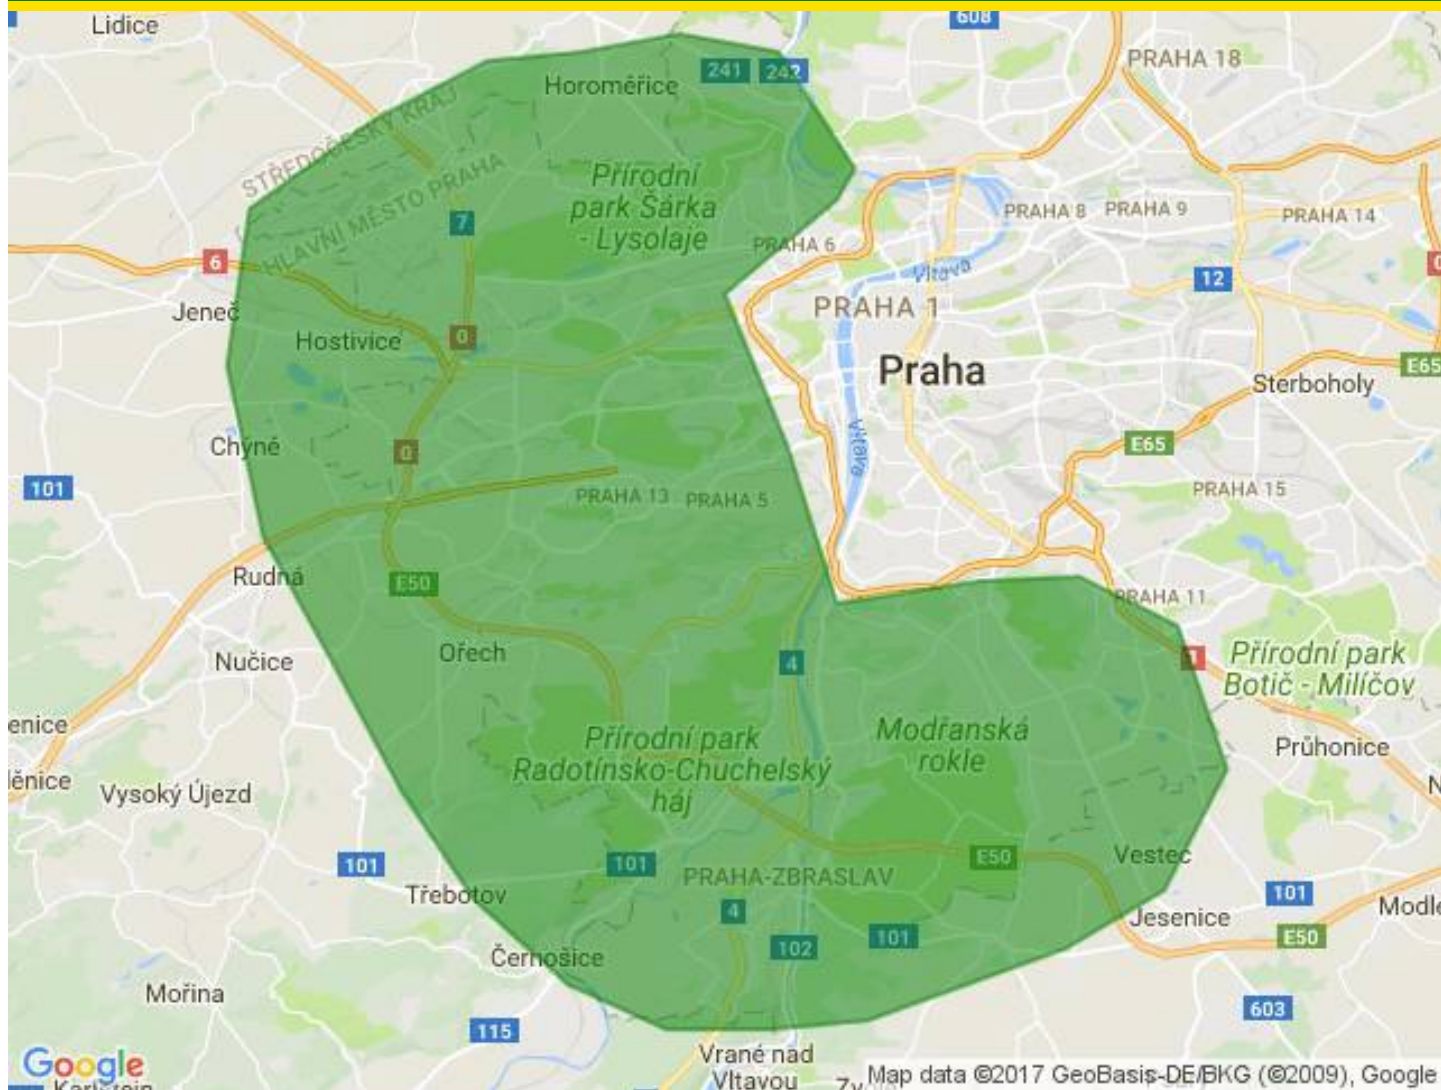 Lidice
608
PRAHA 18
Horoměřice
241
242
STŘEDOČESKÝ KRAJ
HLAVNÍ MĚSTO PRAHA
Přírodní
park Šárka
- Lysolaje
7
PRAHA 8
PRAHA 9
PRAHA 14
PRAHA 6
6
Vltava
12
Jeneč
PRAHA 1
Hostivice
0
Praha
E65
Sterboholy
Chýně
0
Vltava
E65
101
PRAHA 13
PRAHA 5
PRAHA 15
Rudná
E50
PRAHA 11
Nučice
Ořech
4
1
Přírodní park
Botič - Milíčov
enice
Přírodní park
Radotínsko-Chuchelský
háj
Modřanská
rokle
Průhonice
Vysoký Újezd
101
101
E50
Vestec
PRAHA-ZBRASLAV
Třebotov
4
101
Modle
Jesenice
102
101
E50
Černošice
Mořina
603
115
Vrané nad
Vltavou
Google
Map data ©2017 GeoBasis-DE/BKG (©2009), Google